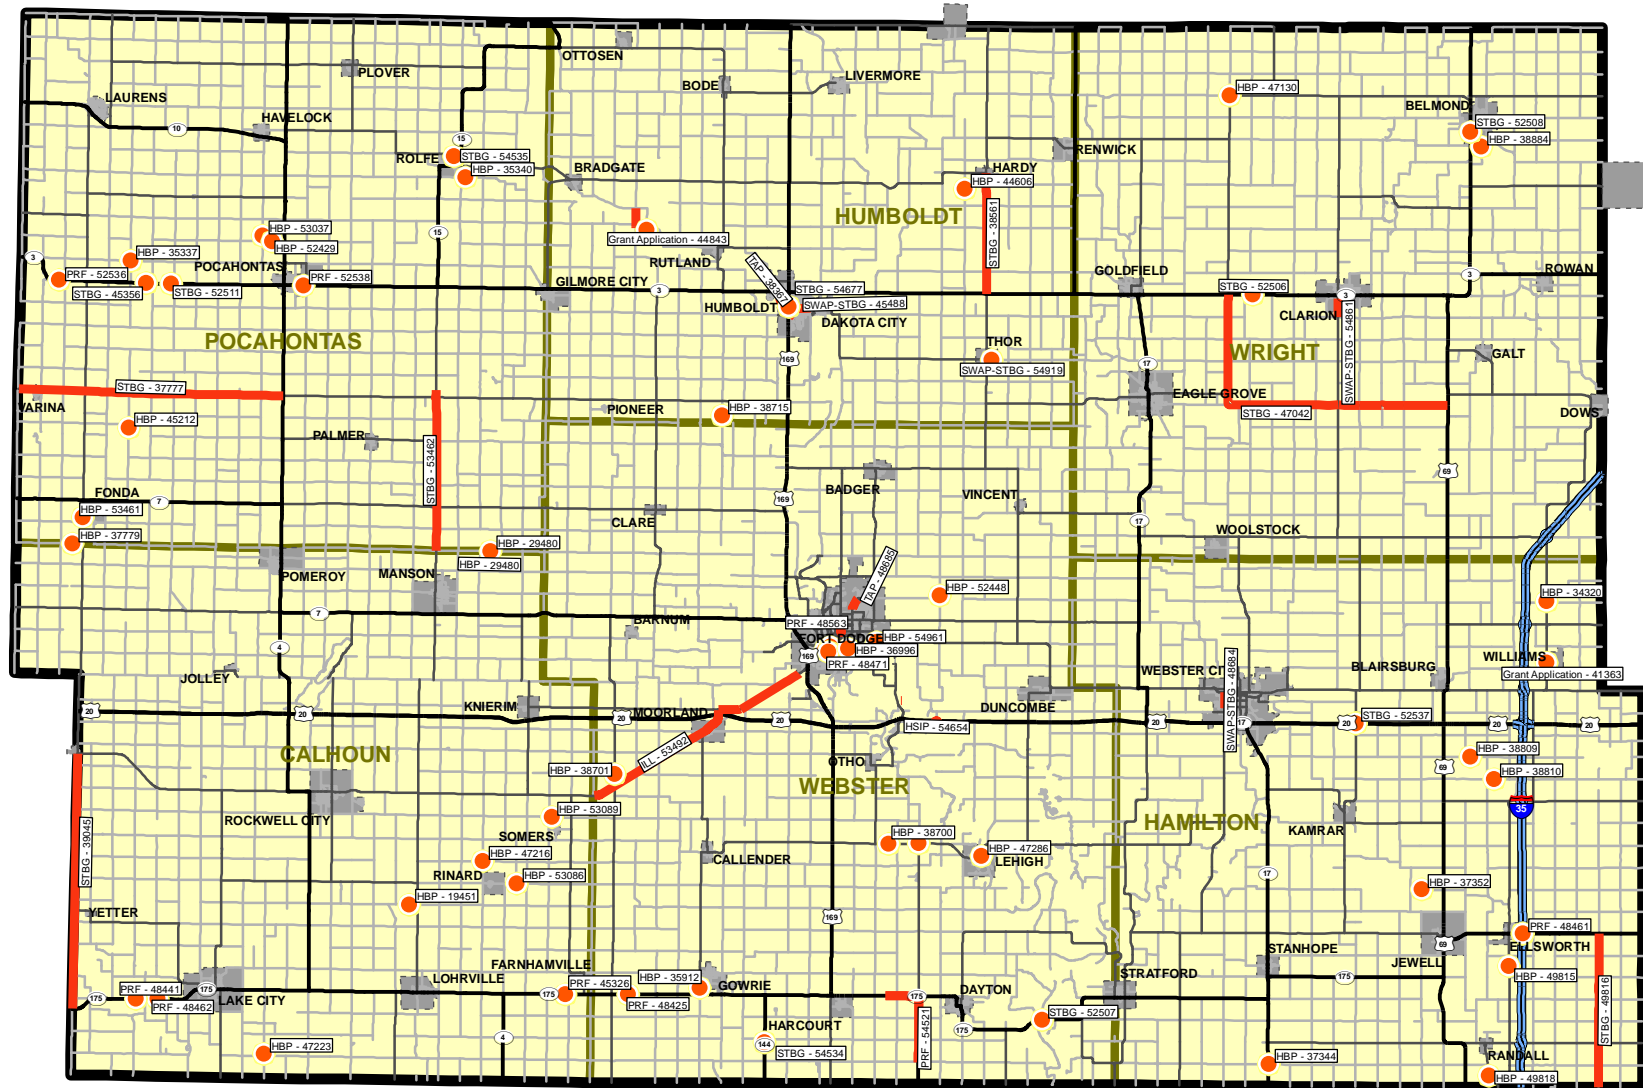 OTTOSEN
PLOVER
LIVERMORE
BODE
HBP - 47130
LAURENS
BELMOND
HAVELOCK
STBG - 52508
10
15
HBP - 38884
ROLFE
STBG - 54535
RENWICK
HBP - 35340
BRADGATE
HARDY
HBP - 44606
HUMBOLDT
STBG - 38561
HBP - 53037
15
HBP - 52429
Grant Application - 44843
3
HBP - 35337
RUTLAND
POCAHONTAS
PRF - 52536
PRF - 52538
GILMORE CITY
TAP - 38367
GOLDFIELD
3
ROWAN
STBG - 45356
STBG - 52511
3
STBG - 54677
STBG - 52506
3
HUMBOLDT
SWAP-STBG - 45488
CLARION
DAKOTA CITY
SWAP-STBG - 54861
POCAHONTAS
THOR
WRIGHT
GALT
169
SWAP-STBG - 54919
17
STBG - 37777
EAGLE GROVE
VARINA
PIONEER
HBP - 38715
STBG - 47042
DOWS
HBP - 45212
PALMER
STBG - 53462
69
BADGER
FONDA
VINCENT
7
169
HBP - 53461
CLARE
17
WOOLSTOCK
HBP - 37779
HBP - 29480
HBP - 29480
POMEROY
MANSON
TAP - 48685
HBP - 52448
HBP - 34320
7
BARNUM
PRF - 48563
FORT DODGE
HBP - 54961
4
169
HBP - 36996
PRF - 48471
WILLIAMS
JOLLEY
WEBSTER CITY
BLAIRSBURG
Grant Application - 41363
SWAP-STBG - 48684
KNIERIM
MOORLAND
DUNCOMBE
20
20
20
20
HSIP - 54654
20
17
20
STBG - 52537
20
20
CALHOUN
ILL - 53492
OTHO
HBP - 38809
HBP - 38701
69
HBP - 38810
WEBSTER
35
HBP - 53089
ROCKWELL CITY
HAMILTON
SOMERS
KAMRAR
STBG - 39045
HBP - 38700
HBP - 47216
CALLENDER
HBP - 47286
LEHIGH
RINARD
HBP - 53086
17
HBP - 37352
HBP - 19451
YETTER
169
PRF - 48461
STANHOPE
69
ELLSWORTH
FARNHAMVILLE
JEWELL
HBP - 35912
STRATFORD
175
HBP - 49815
LOHRVILLE
GOWRIE
PRF - 48441
175
PRF - 45326
DAYTON
175
LAKE CITY
175
PRF - 48425
175
PRF - 48462
STBG - 52507
STBG - 49816
HARCOURT
175
4
PRF - 54521
144
HBP - 47223
STBG - 54534
HBP - 37344
RANDALL
HBP - 49818